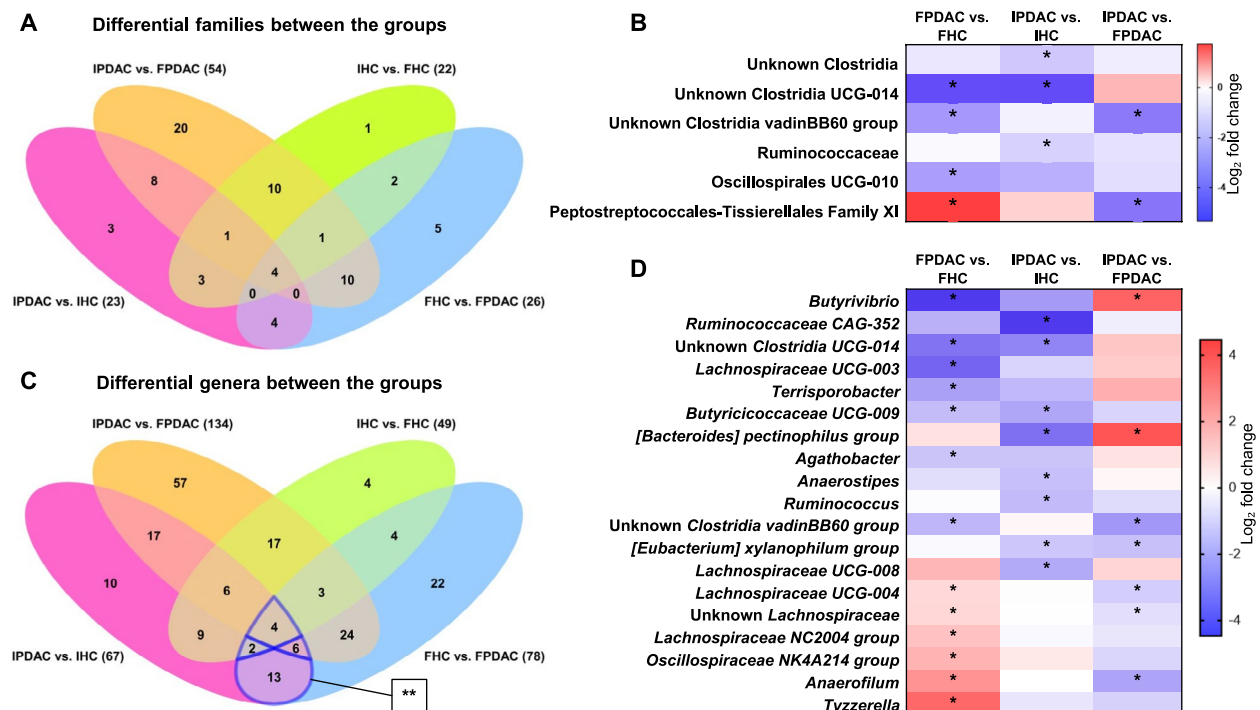 A Differential families between the groups
IPDAC vs. FPDAC (54)
IHC vs. FHC (22)
20
1
8
10
2
3
1
1
5
3
4
10
0
0
4
IPDAC vs. IHC (23)
FHC vs. FPDAC (26)
B
FPDAC vs. FHC
IPDAC vs. IHC
IPDAC vs. FPDAC
Unknown Clostridia *
Unknown Clostridia UCG-014 * *
Unknown Clostridia vadinBB60 group * *
Ruminococcaceae *
Oscillospirales UCG-010 *
Peptostreptococcales-Tissierellales Family XI * *
0
-2
-4
Log2 fold change
C Differential genera between the groups
IPDAC vs. FPDAC (134)
IHC vs. FHC (49)
57
4
17
17
4
10
6
3
22
9
4
24
2
6
13
IPDAC vs. IHC (67)
FHC vs. FPDAC (78)
**
D
FPDAC vs. FHC
IPDAC vs. IHC
IPDAC vs. FPDAC
Butyrivibrio * *
Ruminococcaceae CAG-352 *
Unknown Clostridia UCG-014 * *
Lachnospiraceae UCG-003 *
Terrisporobacter *
Butyricicoccaceae UCG-009 * *
[Bacteroides] pectinophilus group * *
Agathobacter *
Anaerostipes *
Ruminococcus *
Unknown Clostridia vadinBB60 group * *
[Eubacterium] xylanophilum group * *
Lachnospiraceae UCG-008 *
Lachnospiraceae UCG-004 * *
Unknown Lachnospiraceae * *
Lachnospiraceae NC2004 group *
Oscillospiraceae NK4A214 group *
Anaerofilum * *
Tyzzerella *
4
2
0
-2
-4
Log2 fold change